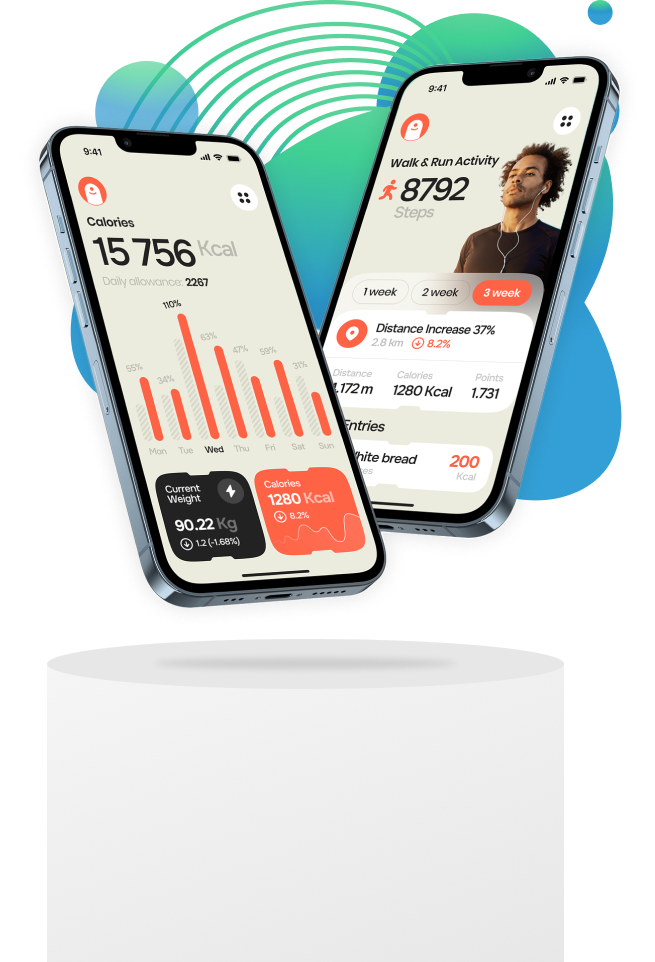 9:41
Calories
15 756 Kcal
Daily allowance: 2267
110%
55%
34%
63%
47%
59%
31%
Mon Tue Wed Thu Fri Sat Sun
Current
Weight
90.22 Kg
1.2 (-1.68%)
Calories
1280 Kcal
8.2%
9:41
Walk & Run Activity
8792
Steps
1 week
2 week
3 week
Distance Increase 37%
2.8 km 8.2%
Distance Calories Points
1.172 m 1280 Kcal 1.731
Entries
bread 200
Kcal